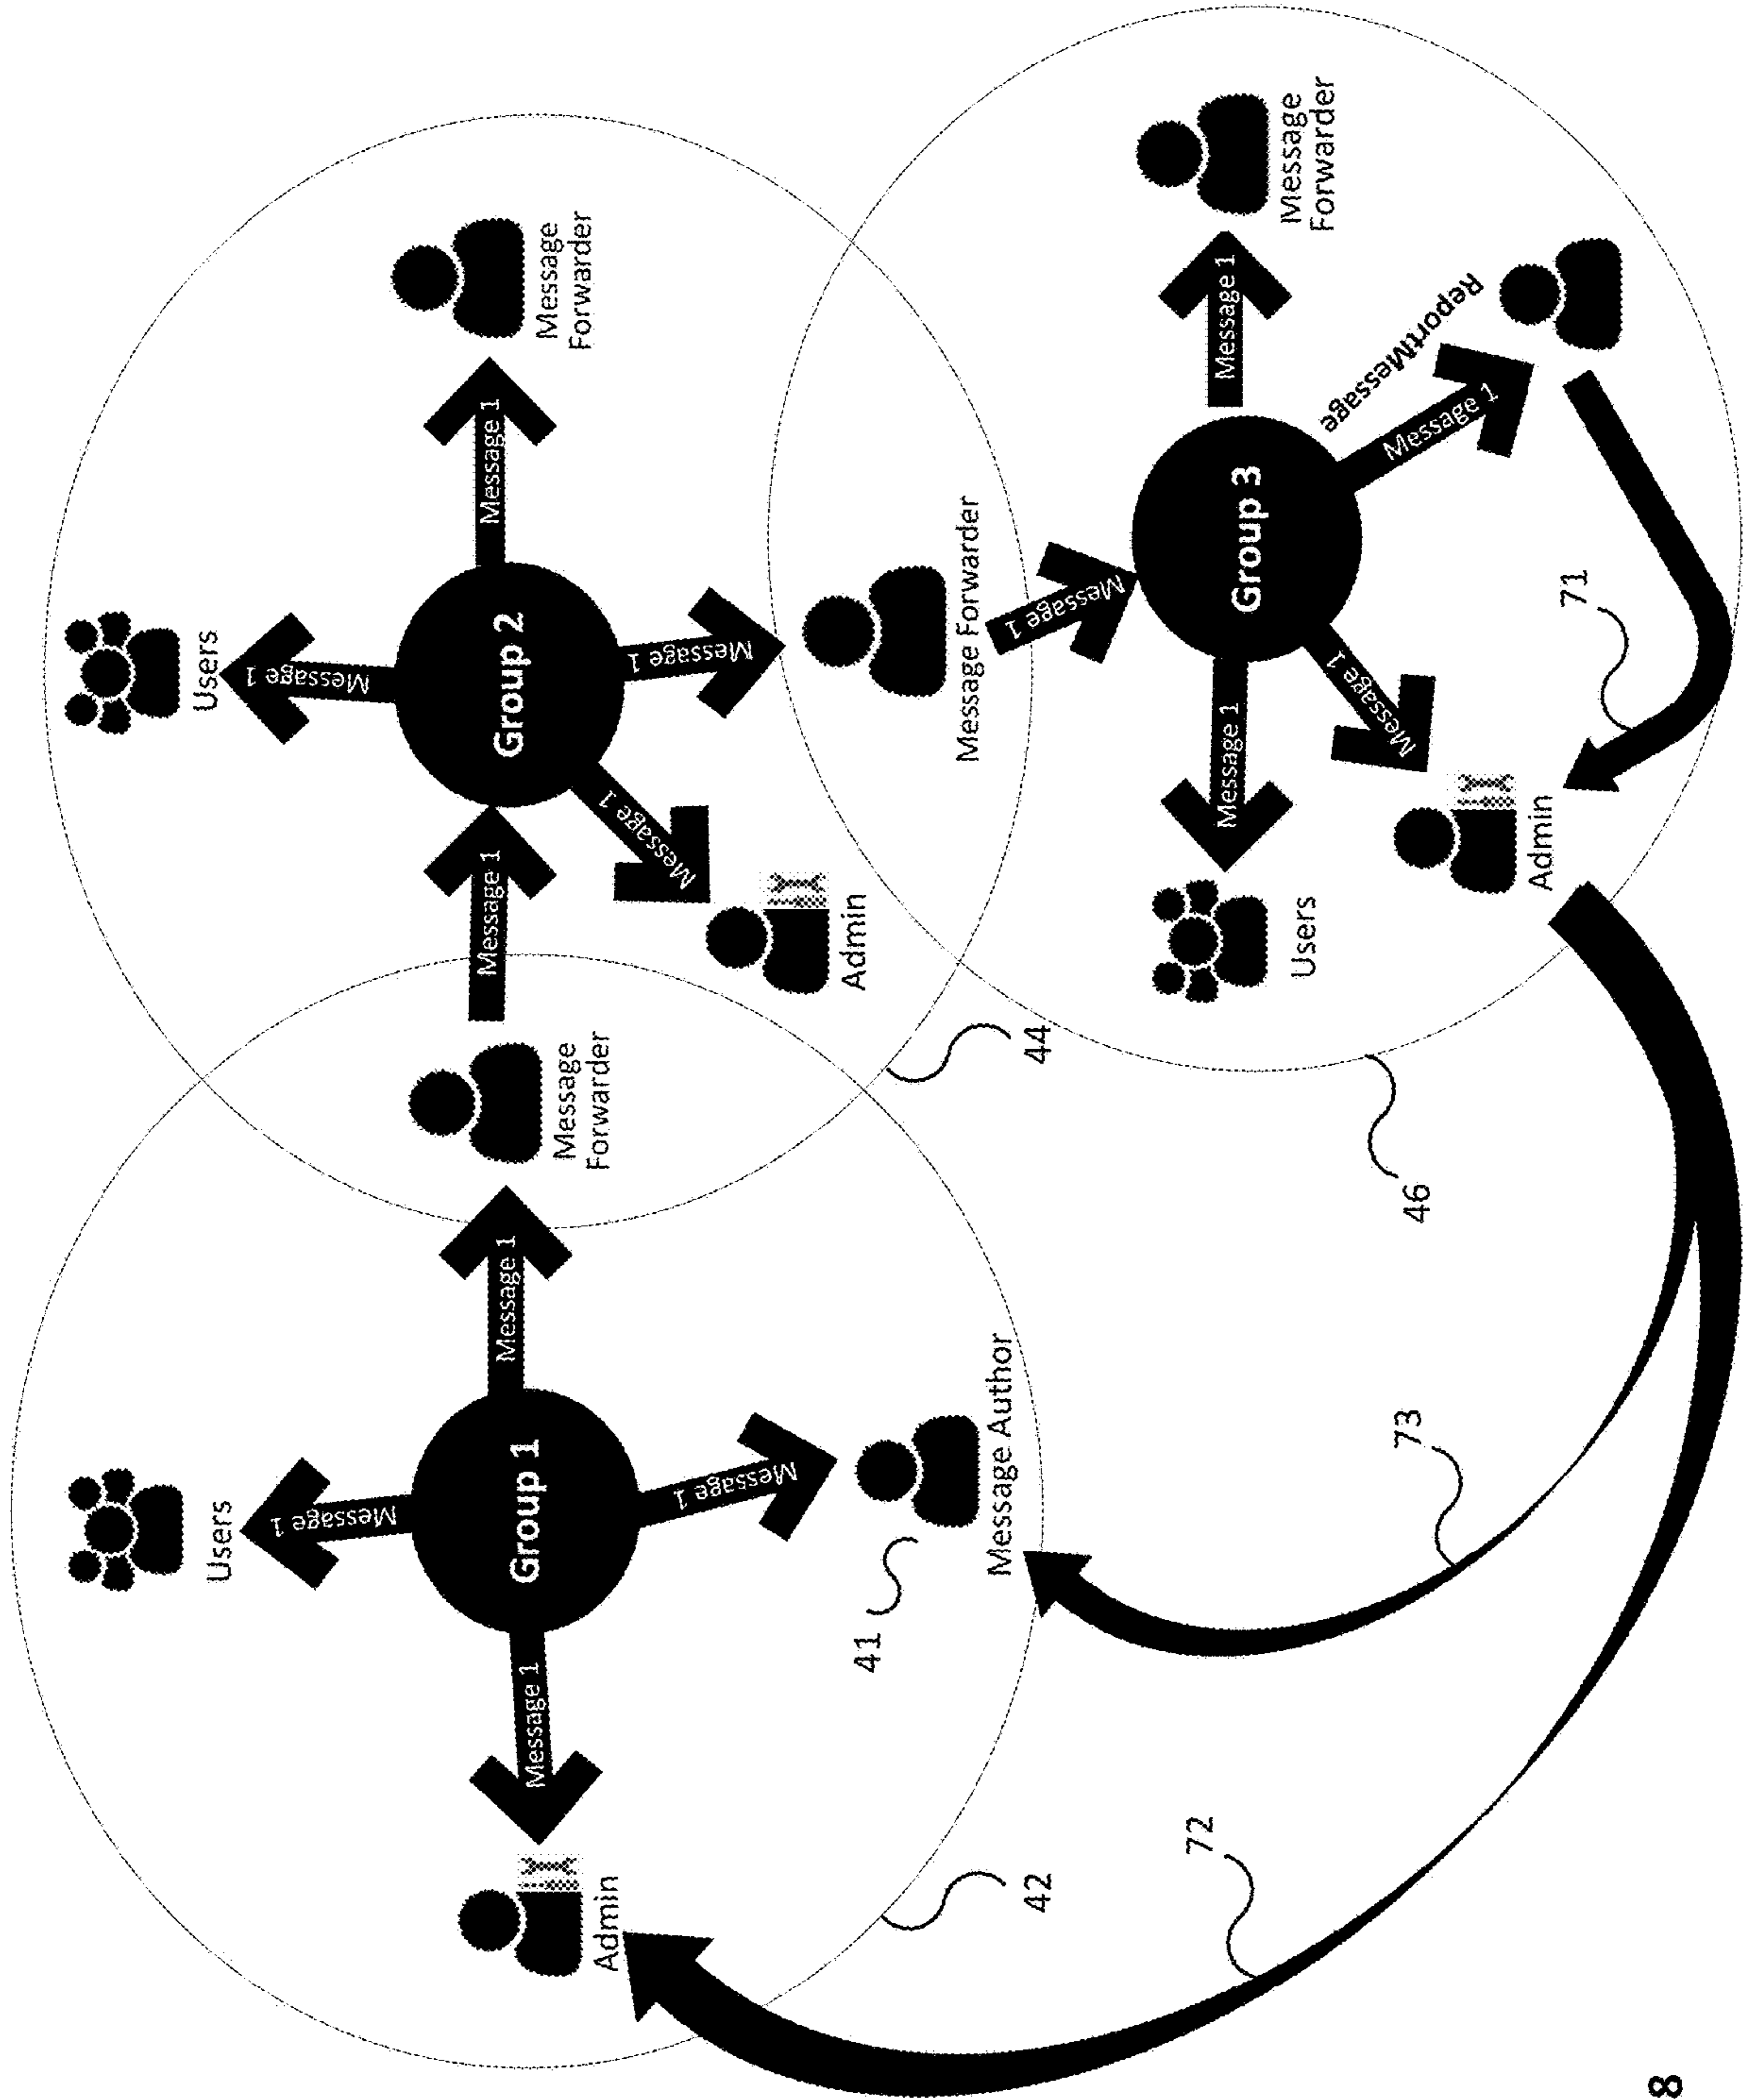 Users
Message 1
Admin
Message 1
Group 1
Message 1
Message
Forwarder
Message 1
41
Message Author
42
Message 1
Users
Message 1
Group 2
Message 1
Message
Forwarder
Message 1
Admin
Message 1
Message Forwarder
44
Message 1
Users
Message 1
Group 3
Message 1
Message
Forwarder
Message 1
Admin
Message 1
ReportMessage
46
71
72
73
8